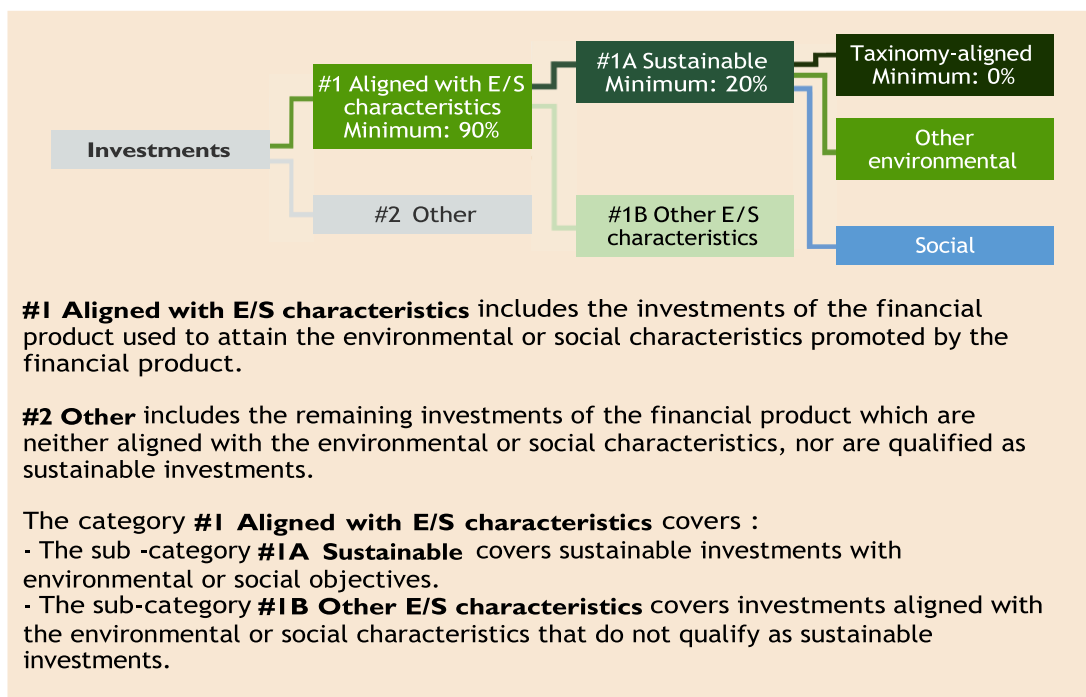 Investments
#1 Aligned with E/S
characteristics
Minimum: 90%
#2 Other
#1A Sustainable
Minimum: 20%
#1B Other E/S
characteristics
Taxinomy-aligned
Minimum: 0%
Other
environmental
Social
#1 Aligned with E/S characteristics includes the investments of the financial
product used to attain the environmental or social characteristics promoted by the
financial product.
#2 Other includes the remaining investments of the financial product which are
neither aligned with the environmental or social characteristics, nor are qualified as
sustainable investments.
The category #1 Aligned with E/S characteristics covers :
- The sub -category #1A Sustainable covers sustainable investments with
environmental or social objectives.
- The sub-category #1B Other E/S characteristics covers investments aligned with
the environmental or social characteristics that do not qualify as sustainable
investments.